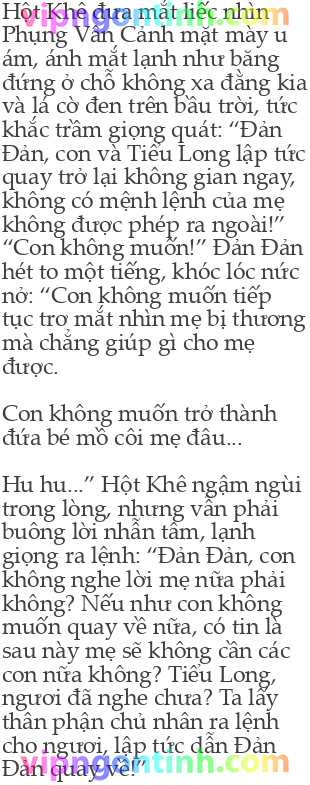 Hột Khê đưa mắt liếc nhìn
vipngontinh.com
Phụng Vân Cảnh mặt mày u
ám, ánh mắt lạnh như băng
đứng ở chỗ không xa đằng kia
và lá cờ đen trên bầu trời, tức
khắc trầm giọng quát: “Đản
Đản, con và Tiểu Long lập tức
quay trở lại không gian ngay,
không có mệnh lệnh của mẹ
không được phép ra ngoài!”
“Con không muốn!” Đản Đản
hét to một tiếng, khóc lóc nức
nở: “Con không muốn tiếp
tục trơ mắt nhìn mẹ bị thương
mà chẳng giúp gì cho mẹ
được.
Con không muốn trở thành
đứa bé mồ côi mẹ đâu...
Hu hu...” Hột Khê ngậm ngùi
trong lòng, nhưng vẫn phải
buông lời nhẫn tâm, lạnh
giọng ra lệnh: “Đản Đản, con
không nghe lời mẹ nữa phải
không? Nếu như con không
muốn quay về nữa, có tin là
sau này mẹ sẽ không cần các
con nữa không? Tiểu Long,
ngươi đã nghe chưa? Ta lấy
thân phận chủ nhân ra lệnh
cho ngươi, lập tức dẫn Đản
Đản quay về!”
vipngontinh.com